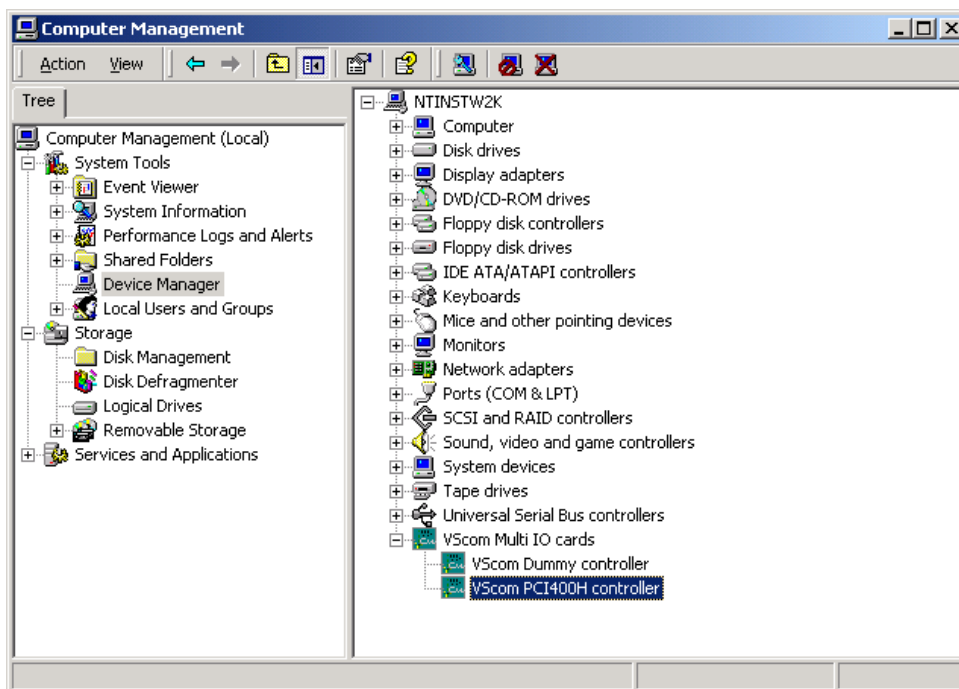 Computer Management
Action View
Tree
Computer Management (Local)
System Tools
Event Viewer
System Information
Performance Logs and Alerts
Shared Folders
Device Manager
Local Users and Groups
Storage
Disk Management
Disk Defragmenter
Logical Drives
Removable Storage
Services and Applications
NTINSTW2K
Computer
Disk drives
Display adapters
DVD/CD-ROM drives
Floppy disk controllers
Floppy disk drives
IDE ATA/ATAPI controllers
Keyboards
Mice and other pointing devices
Monitors
Network adapters
Ports (COM & LPT)
SCSI and RAID controllers
Sound, video and game controllers
System devices
Tape drives
Universal Serial Bus controllers
VScom Multi IO cards
VScom Dummy controller
VScom PCI400H controller